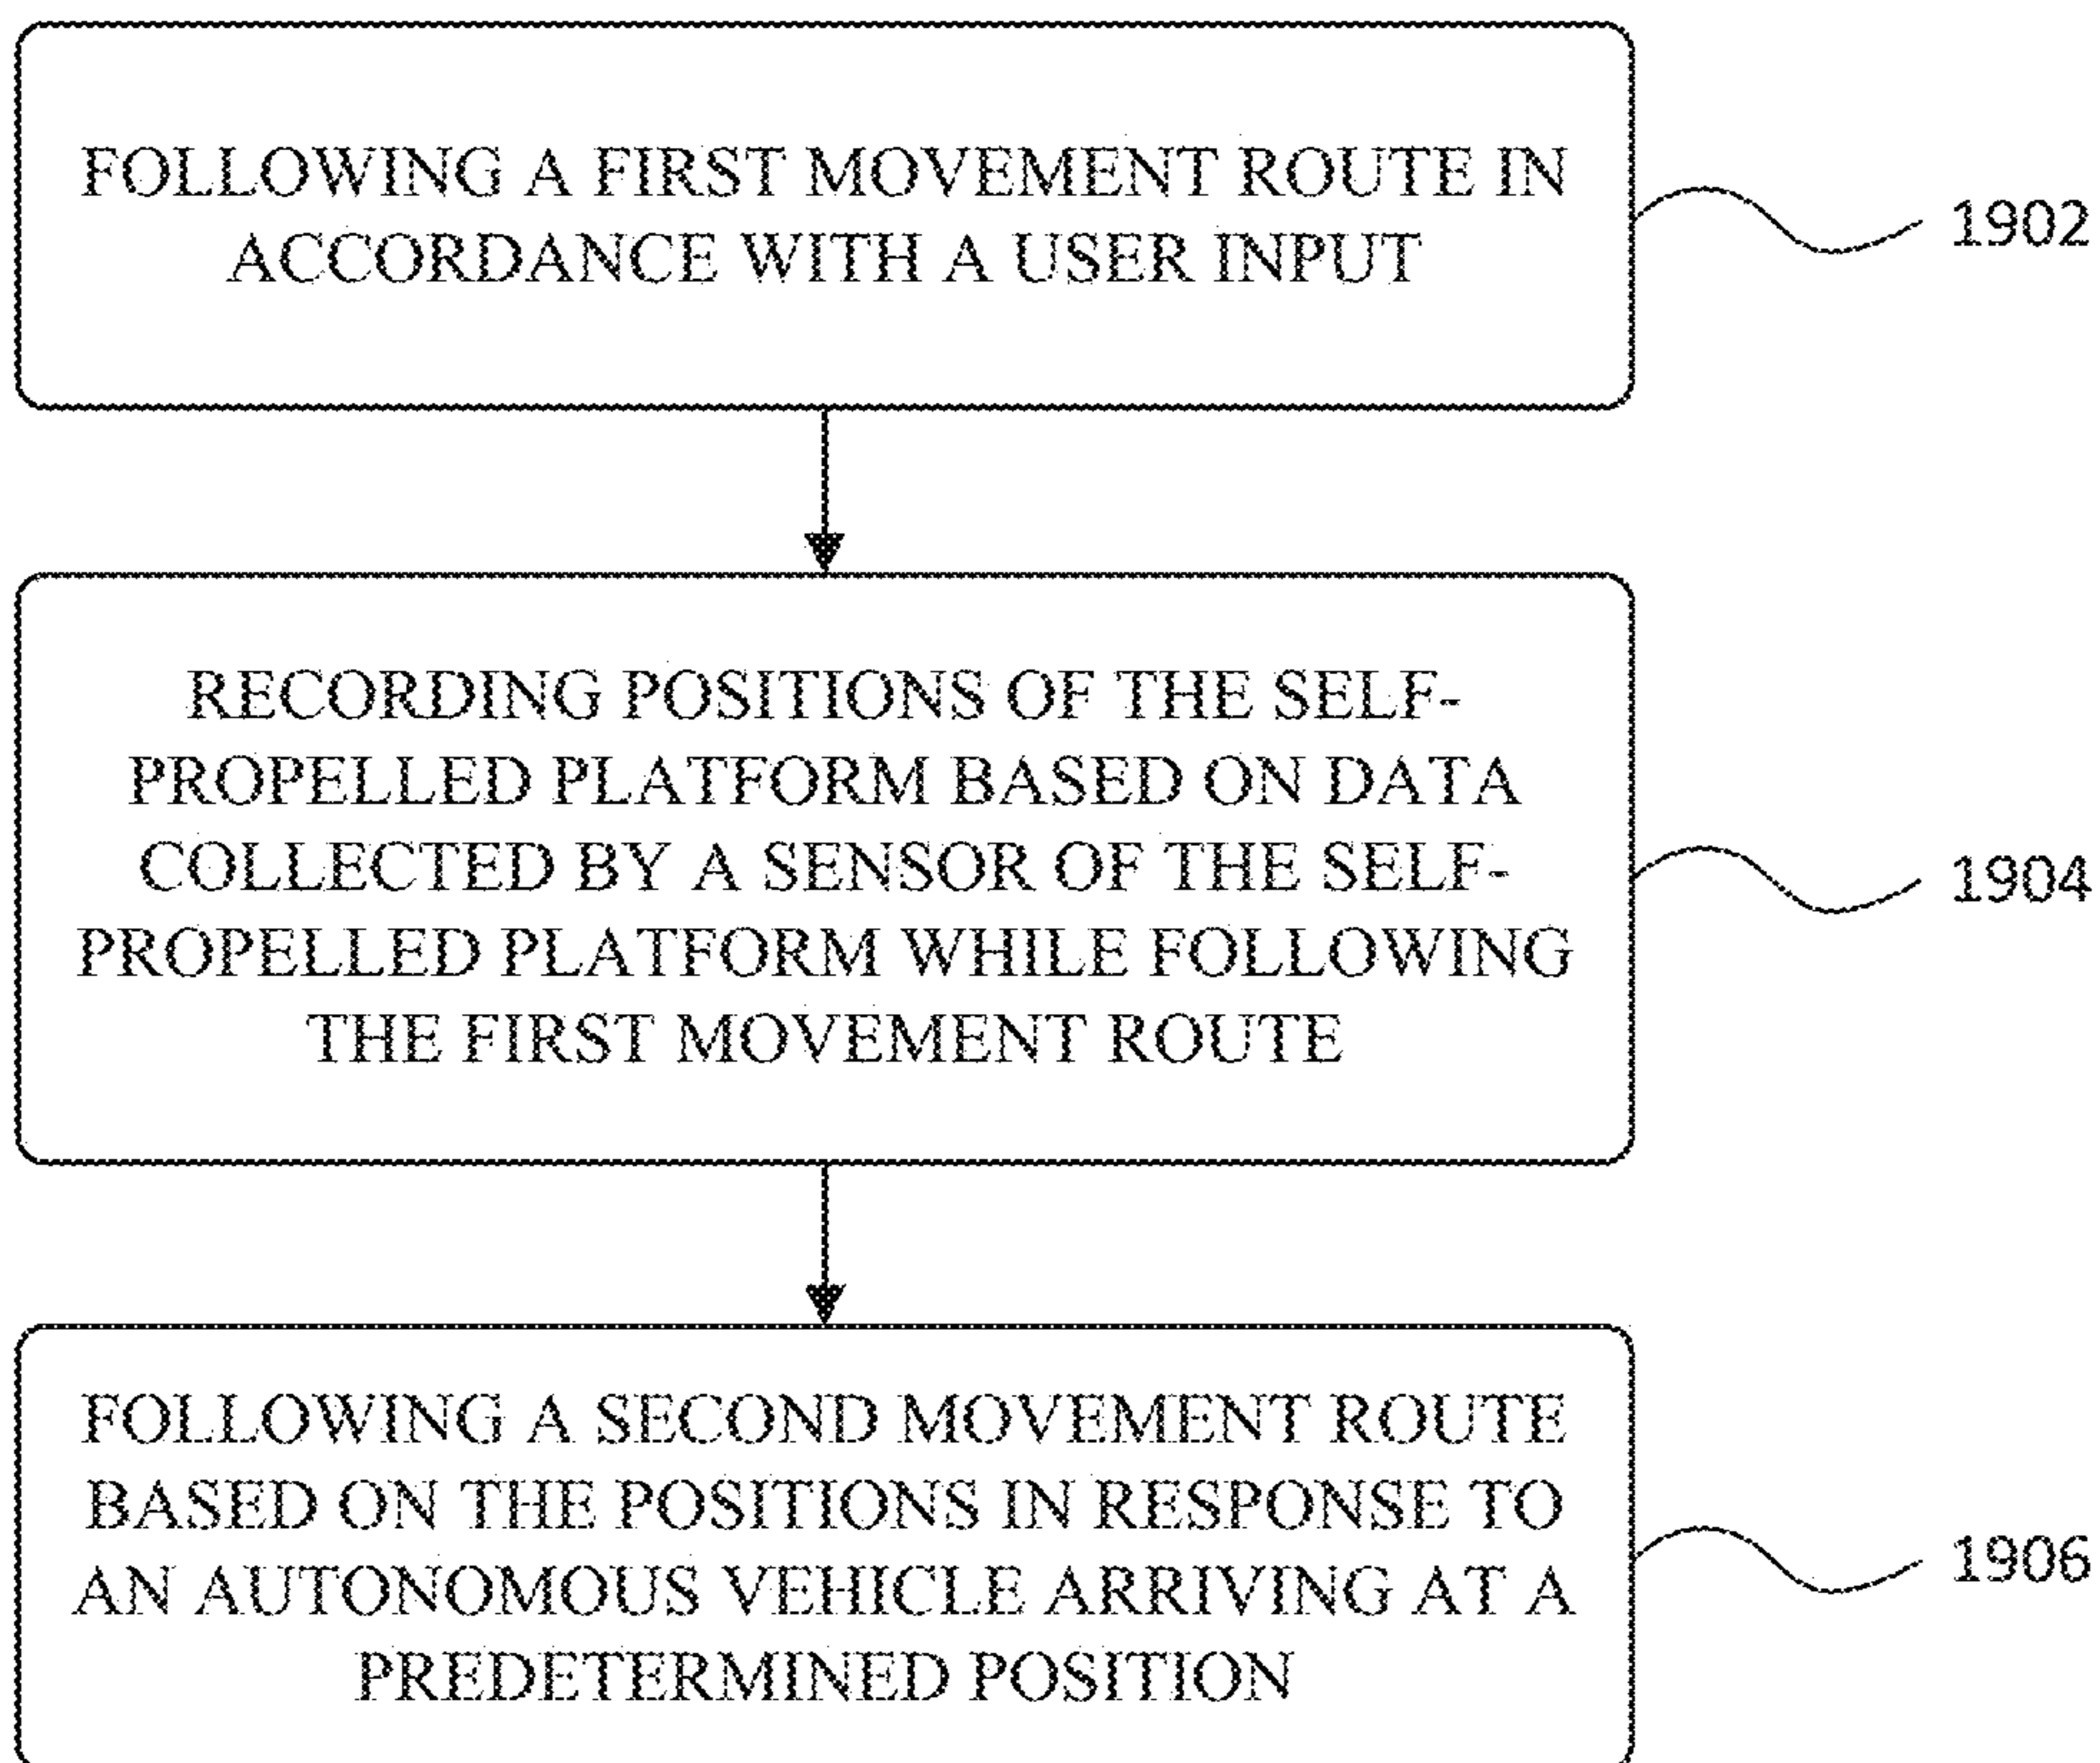 FOLLOWING A FIRST MOVEMENT ROUTE IN
ACCORDANCE WITH A USER INPUT
1902
RECORDING POSITIONS OF THE SELF-
PROPELLED PLATFORM BASED ON DATA
COLLECTED BY A SENSOR OF THE SELF-
PROPELLED PLATFORM WHILE FOLLOWING
THE FIRST MOVEMENT ROUTE
1904
FOLLOWING A SECOND MOVEMENT ROUTE
BASED ON THE POSITIONS IN RESPONSE TO
AN AUTONOMOUS VEHICLE ARRIVING AT A
PREDETERMINED POSITION
1906